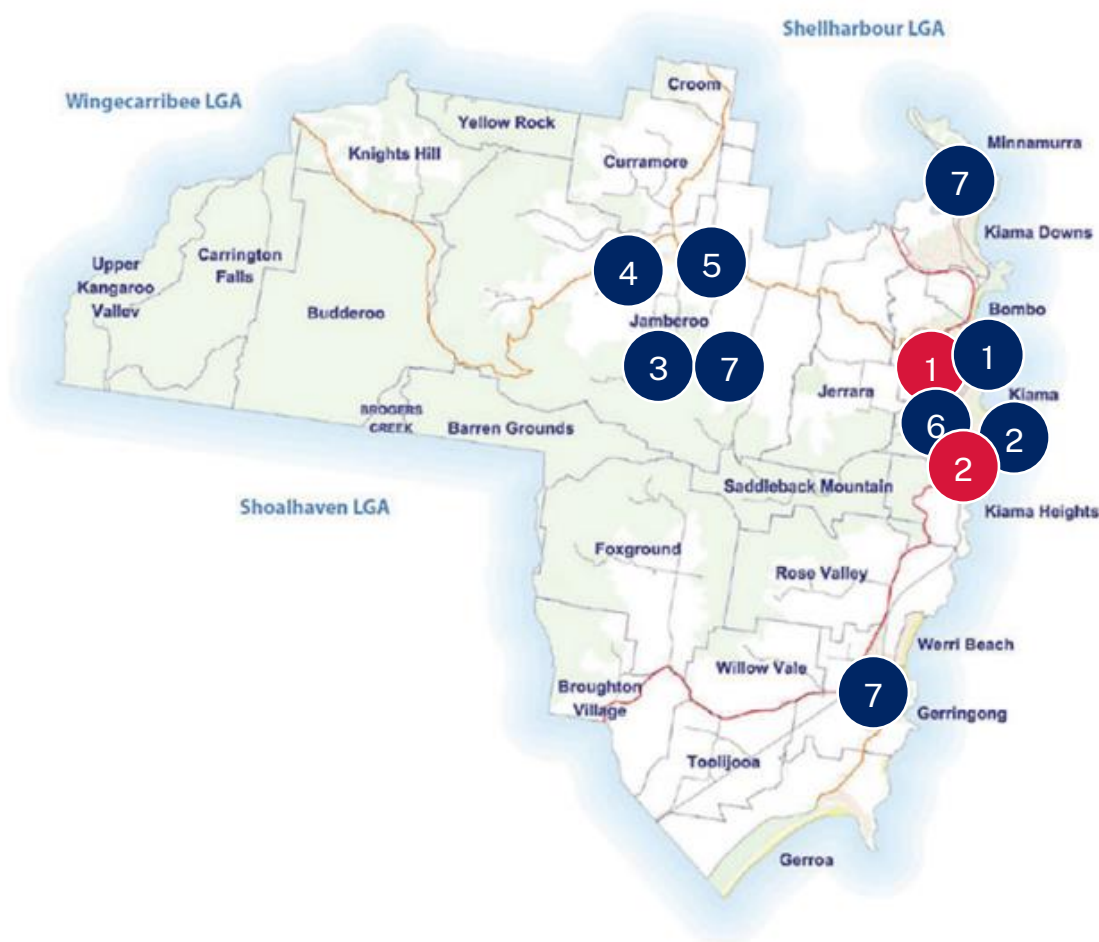 Shellharbour LGA
Croom
Wingecarribee LGA
Yellow Rock
Minnamurra
Knights Hill
Curramore
7
Kiama Downs
Carrington
Falls
Upper
Kangaroo
Valley
4
5
Budderoo
Jamberoo
Bombo
3
7
1
1
Jerrara
Kiama
BROGERS
CREEK
Barren Grounds
6
2
2
Saddleback Mountain
Shoalhaven LGA
Kiama Heights
Foxground
Rose Valley
Werri Beach
Willow Vale
Broughton
Village
7
Gerringong
Toolijooa
Gerroa